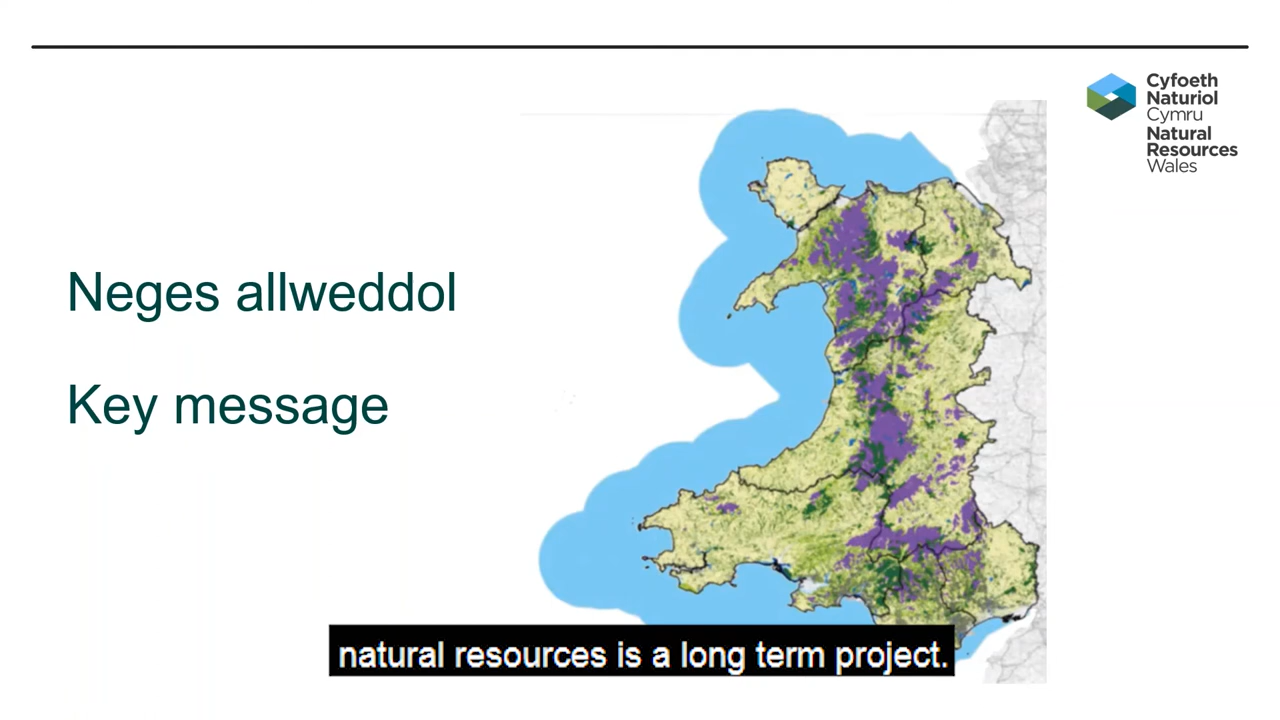 Cyfoeth
Naturiol
Cymru
Natural
Resources
Wales
Neges allweddol
Key message
natural resources is a long term project.